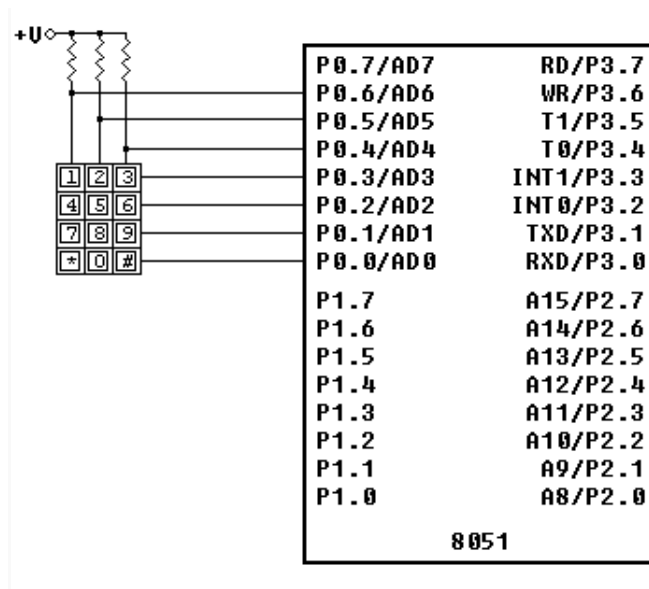 +V
P0.7/AD7 RD/P3.7
P0.6/AD6 WR/P3.6
P0.5/AD5 T1/P3.5
P0.4/AD4 T0/P3.4
1 2 3 P0.3/AD3 INT1/P3.3
4 5 6 P0.2/AD2 INT0/P3.2
7 8 9 P0.1/AD1 TXD/P3.1
* 0 # P0.0/AD0 RXD/P3.0
P1.7 A15/P2.7
P1.6 A14/P2.6
P1.5 A13/P2.5
P1.4 A12/P2.4
P1.3 A11/P2.3
P1.2 A10/P2.2
P1.1 A9/P2.1
P1.0 A8/P2.0
8051